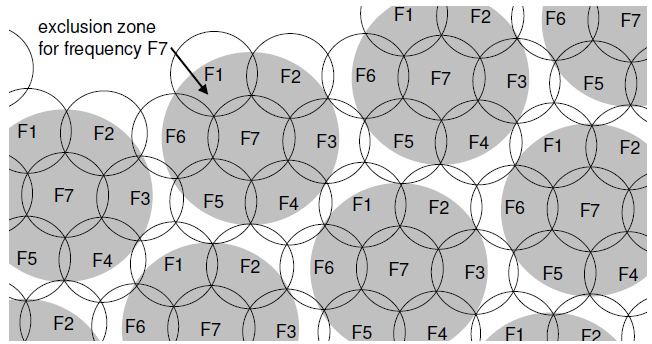 exclusion zone
for frequency F7
F1 F2 F6 F7
F1 F2 F6 F7 F3 F5
F1 F2 F6 F7 F3 F5 F4 F1 F2
F7 F3 F5 F4 F1 F2 F6 F7
F5 F4 F1 F2 F6 F7 F3 F5 F4
F2 F6 F7 F3 F5 F4 F1 F2